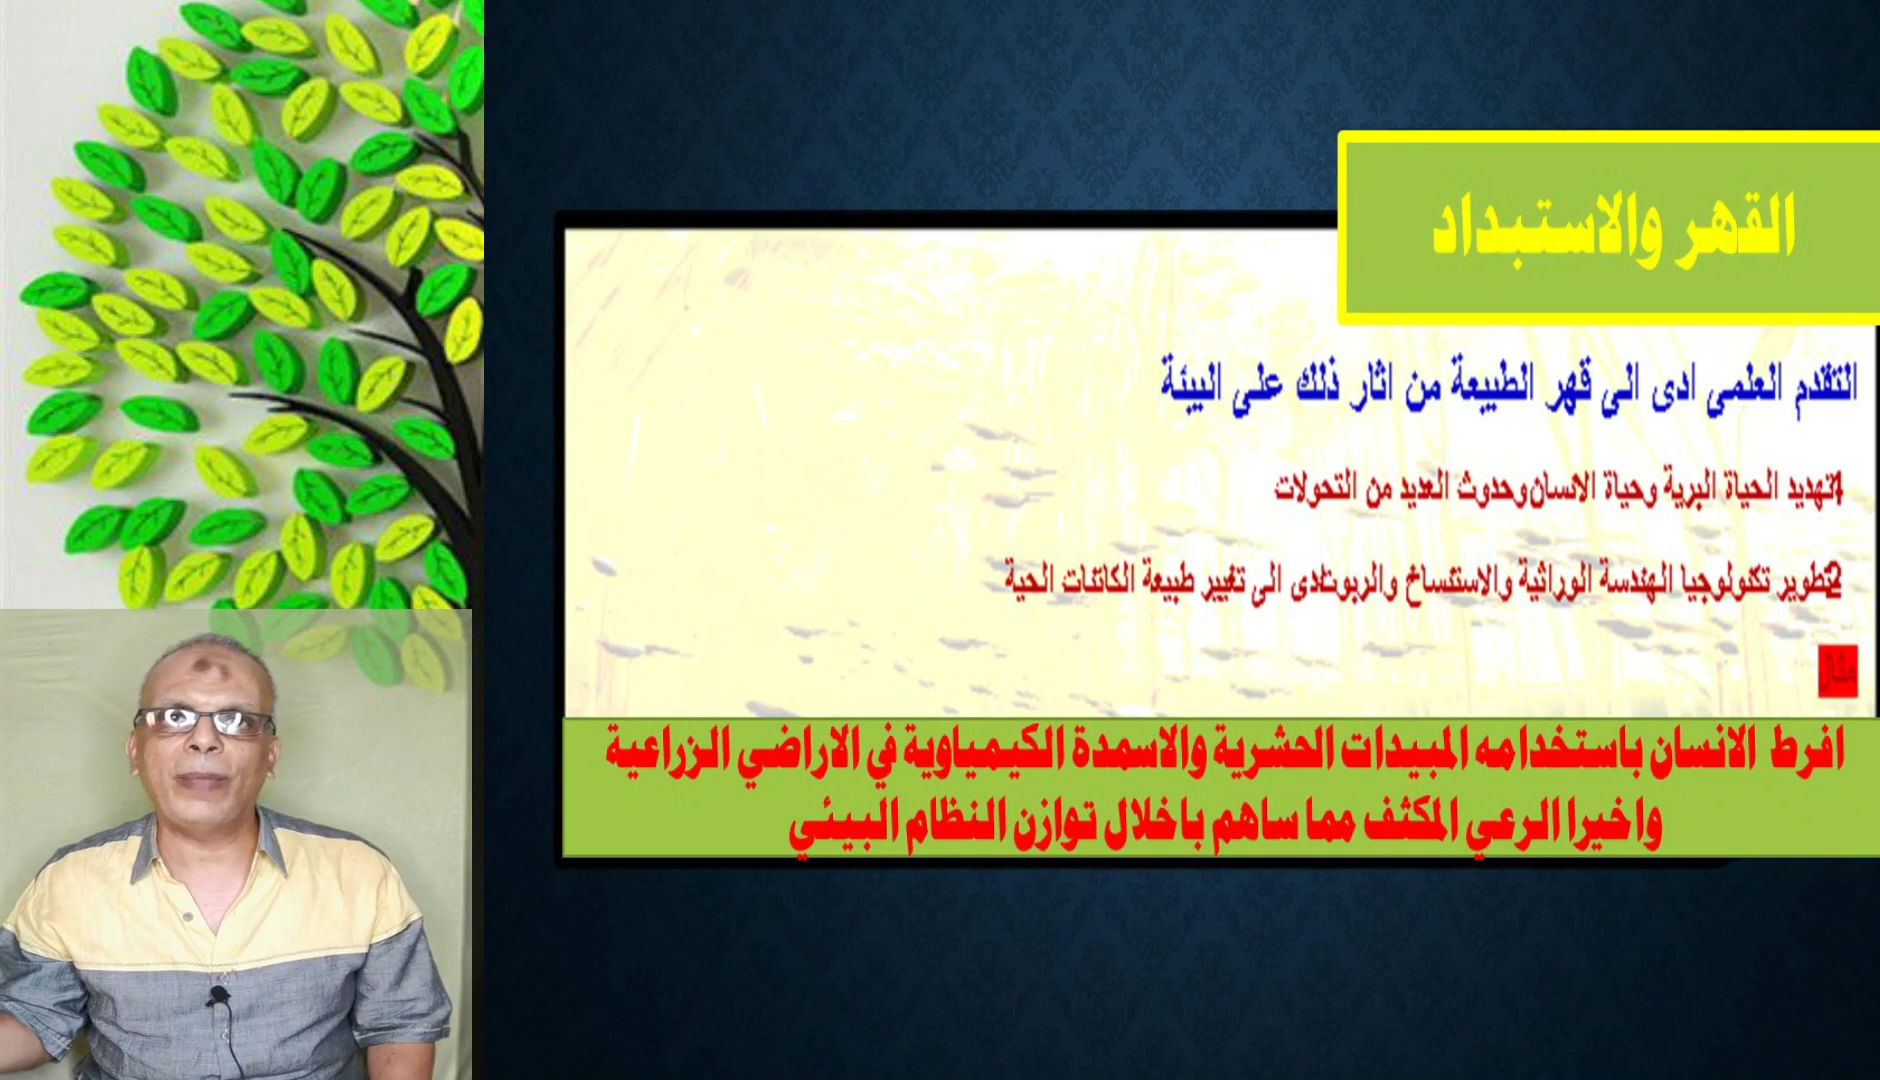 القهر والاستبداد
التقدم العلمى ادى الى قهر الطبيعة من اثار ذلك على البيئة
1تهديد الحياة البرية وحياة الانسان وحدوث العديد من التحولات
2تطوير تكنولوجيا الهندسة الوراثية والاستنساخ والربوت ادى الى تغيير طبيعة الكائنات الحية
مثال
افرط الانسان باستخدامه المبيدات الحشرية والاسمدة الكيمياوية في الاراضي الزراعية
واخيرا الرعي المكثف مما ساهم باخلال توازن النظام البيئي